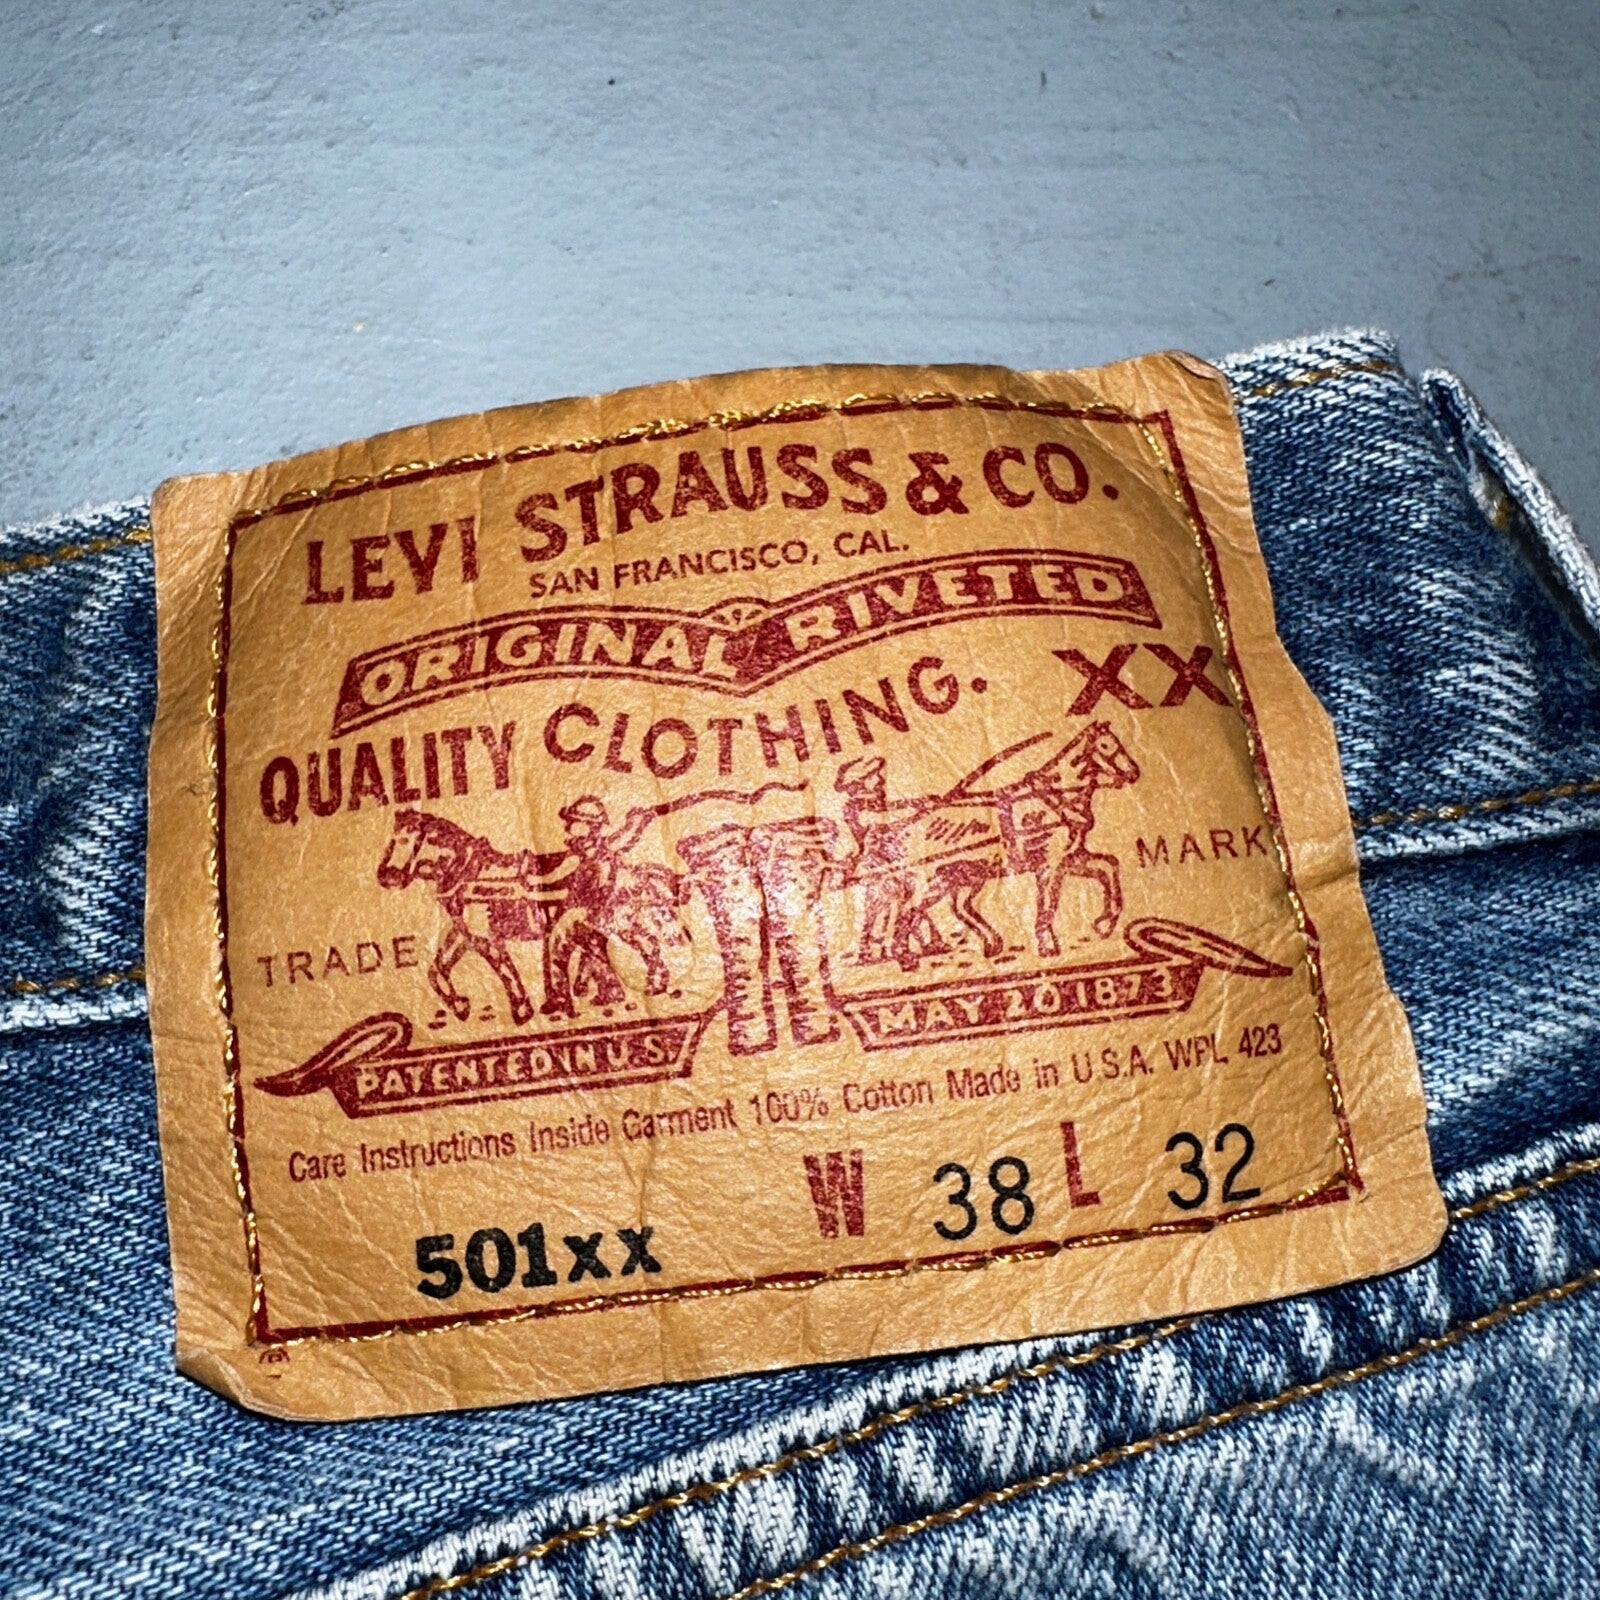 LEVI STRAUSS & CO.
SAN FRANCISCO, CAL.
ORIGINAL RIVETED
QUALITY CLOTHING. XX
TRADE MARK
PATENTED IN U.S. MAY 20 1873
Care Instructions Inside Garment 100% Cotton Made in U.S.A. WPL 423
501xx W 38 L 32
®